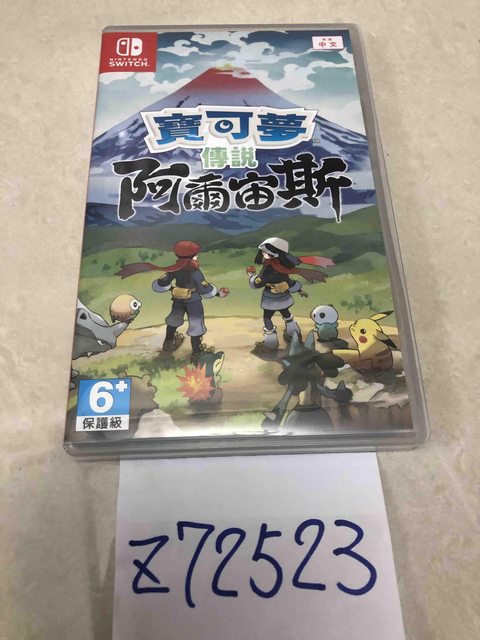 NINTENDO
SWITCH
中文
寶可夢
傳說
阿爾宙斯
6+
保護級
z72523